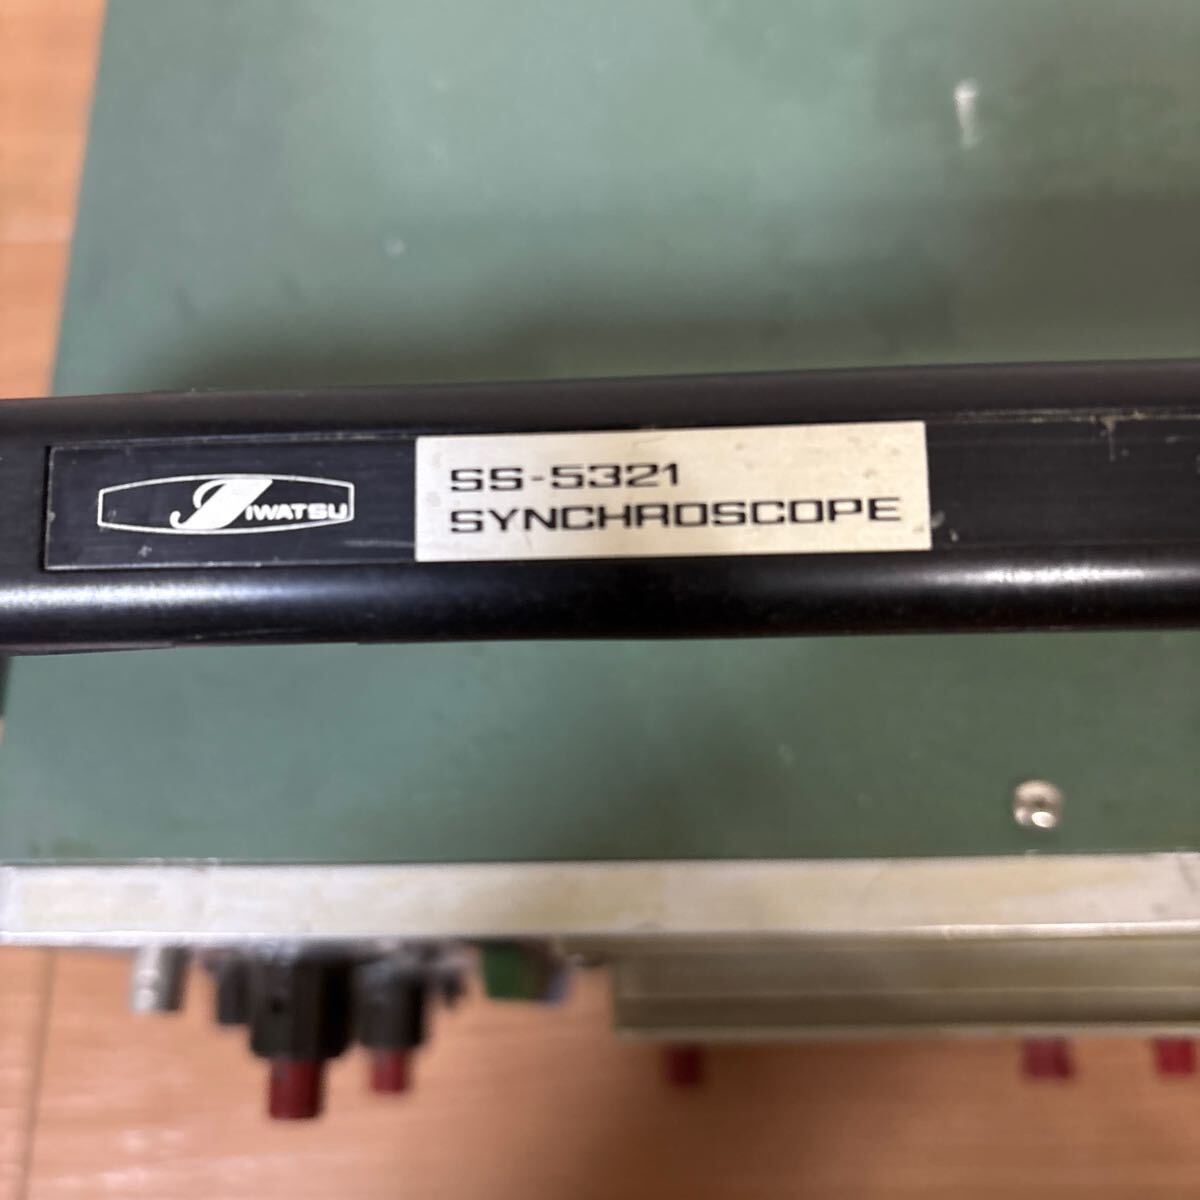 IWATSU
SS-5321
SYNCHROSCOPE